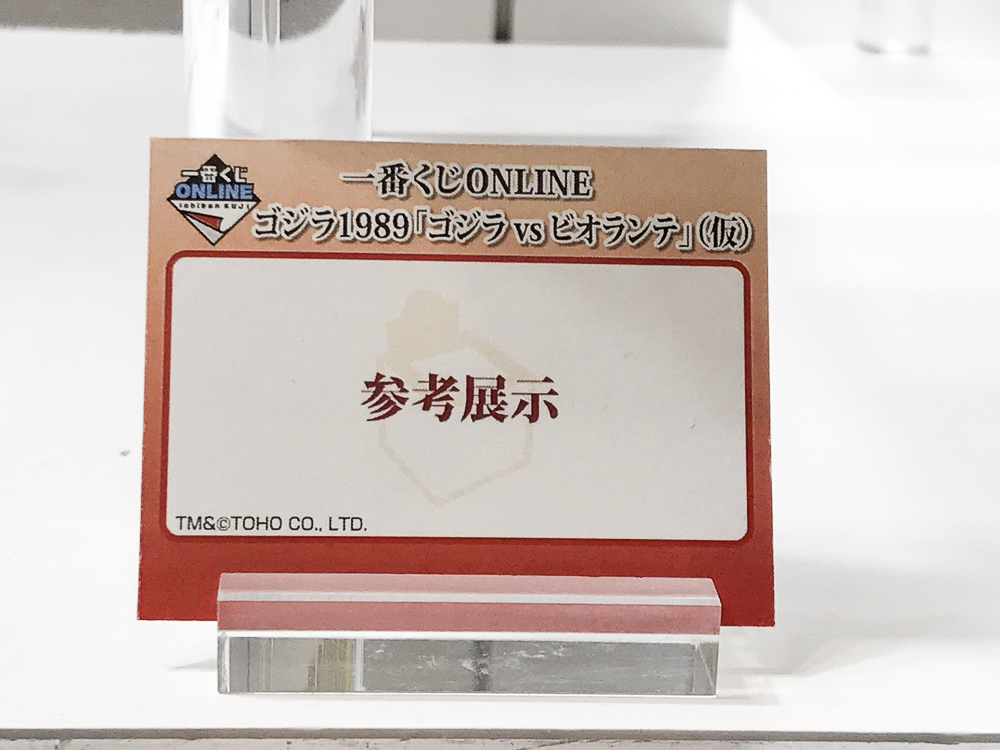 一番くじ
ONLINE
ichiban KUJI
一番くじONLINE
ゴジラ1989「ゴジラ vs ビオランテ」（仮）
参考展示
TM&©TOHO CO., LTD.